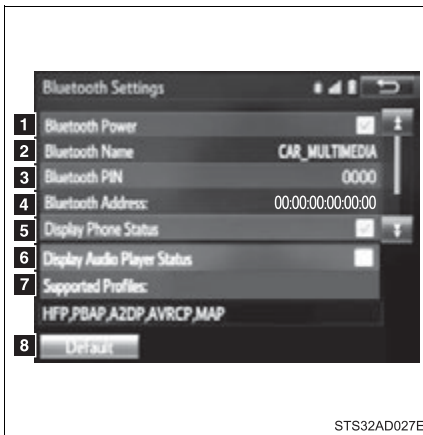 Bluetooth Settings
1 Bluetooth Power
2 Bluetooth Name CAR_MULTIMEDIA
3 Bluetooth PIN 0000
4 Bluetooth Address: 00:00:00:00:00:00
5 Display Phone Status
6 Display Audio Player Status
7 Supported Profiles:
HFP,PBAP,A2DP,AVRCP,MAP
8 Default
STS32AD027E